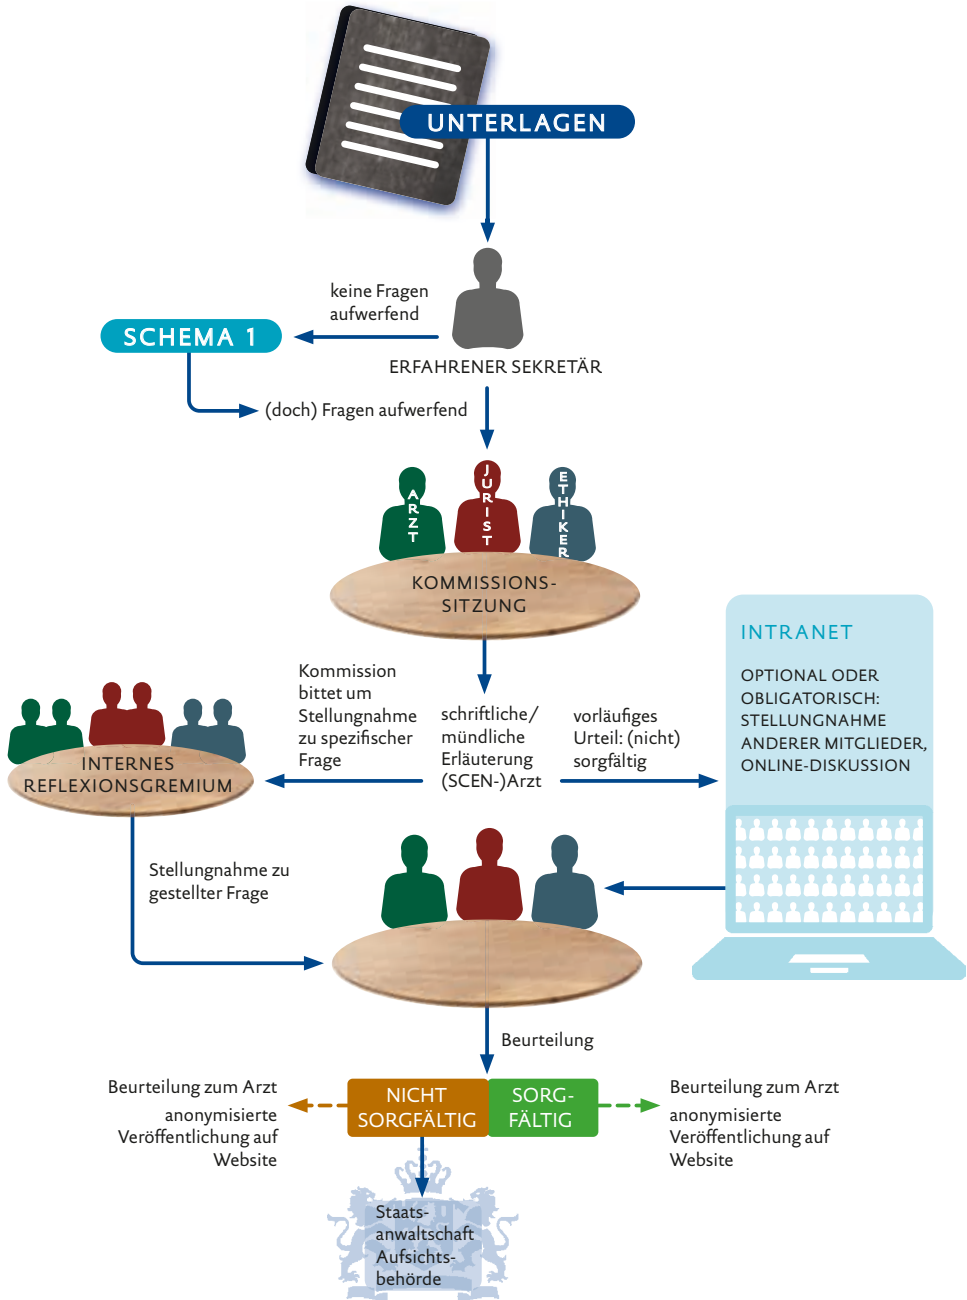 UNTERLAGEN
keine Fragen
aufwerfend
SCHEMA 1
ERFAHRENER SEKRETÄR
(doch) Fragen aufwerfend
ARZT
JURIST
ETHIKER
KOMMISSIONS-
SITZUNG
INTRANET
OPTIONAL ODER
OBLIGATORISCH:
STELLUNGNAHME
ANDERER MITGLIEDER,
ONLINE-DISKUSSION
Kommission
bittet um
Stellungnahme
zu spezifischer
Frage
schriftliche/
mündliche
Erläuterung
(SCEN-)Arzt
vorläufiges
Urteil: (nicht)
sorgfältig
INTERNES
REFLEXIONSGREMIUM
Stellungnahme zu
gestellter Frage
Beurteilung
Beurteilung zum Arzt
anonymisierte
Veröffentlichung auf
Website
NICHT
SORGFÄLTIG
SORG-
FÄLTIG
Beurteilung zum Arzt
anonymisierte
Veröffentlichung auf
Website
Staats-
anwaltschaft
Aufsichts-
behörde